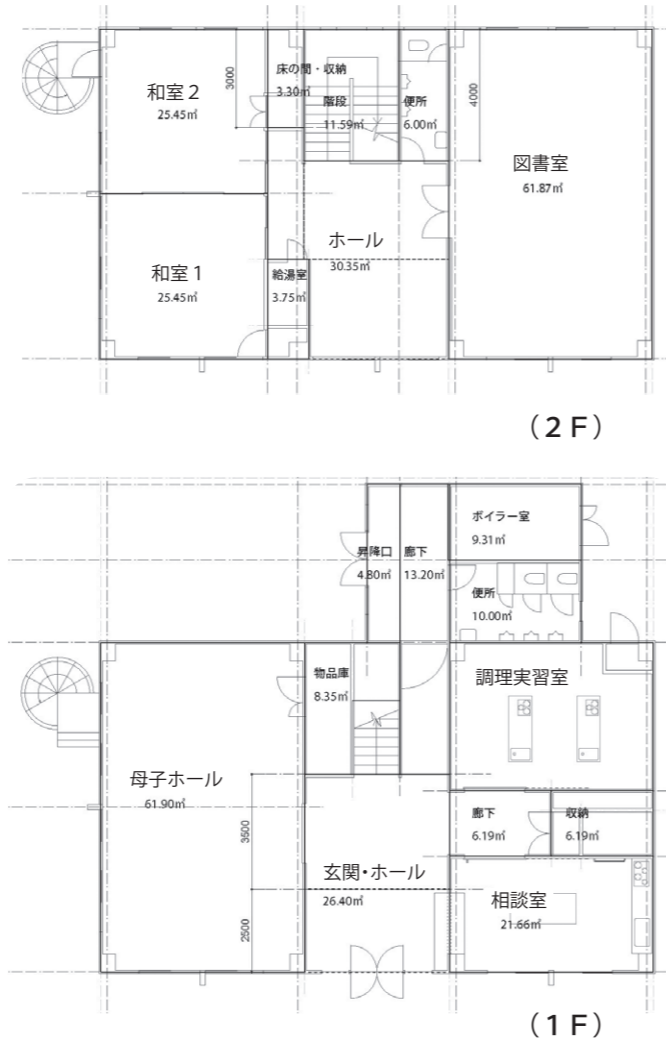 床の間・収納
3.30㎡
和室２
25.45㎡
3000
階段
11.59㎡
便所
6.00㎡
4000
図書室
61.87㎡
ホール
30.35㎡
和室１
25.45㎡
給湯室
3.75㎡
（２Ｆ）
ボイラー室
9.31㎡
昇降口
4.80㎡
廊下
13.20㎡
便所
10.00㎡
物品庫
8.35㎡
調理実習室
母子ホール
61.90㎡
3500
廊下
6.19㎡
収納
6.19㎡
玄関・ホール
26.40㎡
2500
相談室
21.66㎡
（１Ｆ）